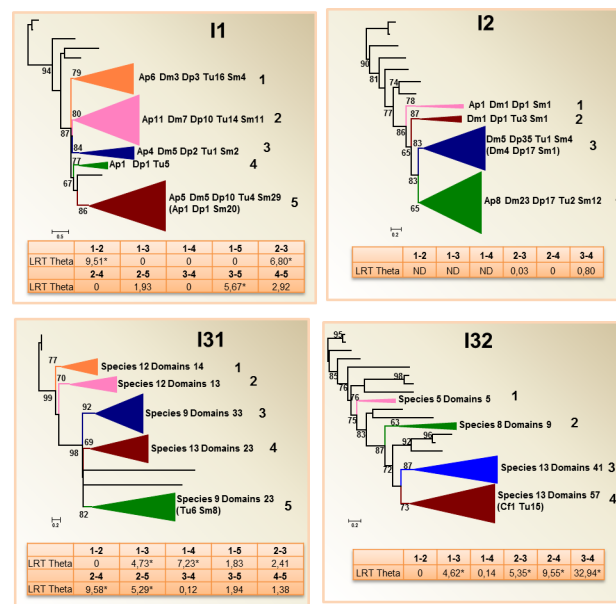 I1
94
79
Ap6 Dm3 Dp3 Tu16 Sm4 1
80
Ap11 Dm7 Dp10 Tu14 Sm11 2
87
84
Ap4 Dm5 Dp2 Tu1 Sm2 3
77
Ap1 Dp1 Tu5 4
67
Ap5 Dm5 Dp10 Tu4 Sm29 5
(Ap1 Dp1 Sm20)
86
0.5
1-2 1-3 1-4 1-5 2-3
LRT Theta 9,51* 0 0 0 6,80*
2-4 2-5 3-4 3-5 4-5
LRT Theta 0 1,93 0 5,67* 2,92
I2
90
81
74
77
78
Ap1 Dm1 Dp1 Sm1 1
87
Dm1 Dp1 Tu3 Sm1 2
86
83
65
Dm5 Dp35 Tu1 Sm4 3
(Dm4 Dp17 Sm1)
83
Ap8 Dm23 Dp17 Tu2 Sm12
65
0.2
1-2 1-3 1-4 2-3 2-4 3-4
LRT Theta ND ND ND 0,03 0 0,80
I31
77
Species 12 Domains 14 1
70
Species 12 Domains 13 2
99
92
Species 9 Domains 33 3
69
Species 13 Domains 23 4
98
Species 9 Domains 23
(Tu6 Sm8) 5
82
0.2
1-2 1-3 1-4 1-5 2-3
LRT Theta 0 4,73* 7,23* 1,83 2,41
2-4 2-5 3-4 3-5 4-5
LRT Theta 9,58* 5,29* 0,12 1,94 1,38
I32
95
85
98
76
76
Species 5 Domains 5 1
75
63
Species 8 Domains 9 2
83
96
92
87
72
87
Species 13 Domains 41 3
Species 13 Domains 57 4
(Cf1 Tu15)
73
0.2
1-2 1-3 1-4 2-3 2-4 3-4
LRT Theta 0 4,62* 0,14 5,35* 9,55* 32,94*